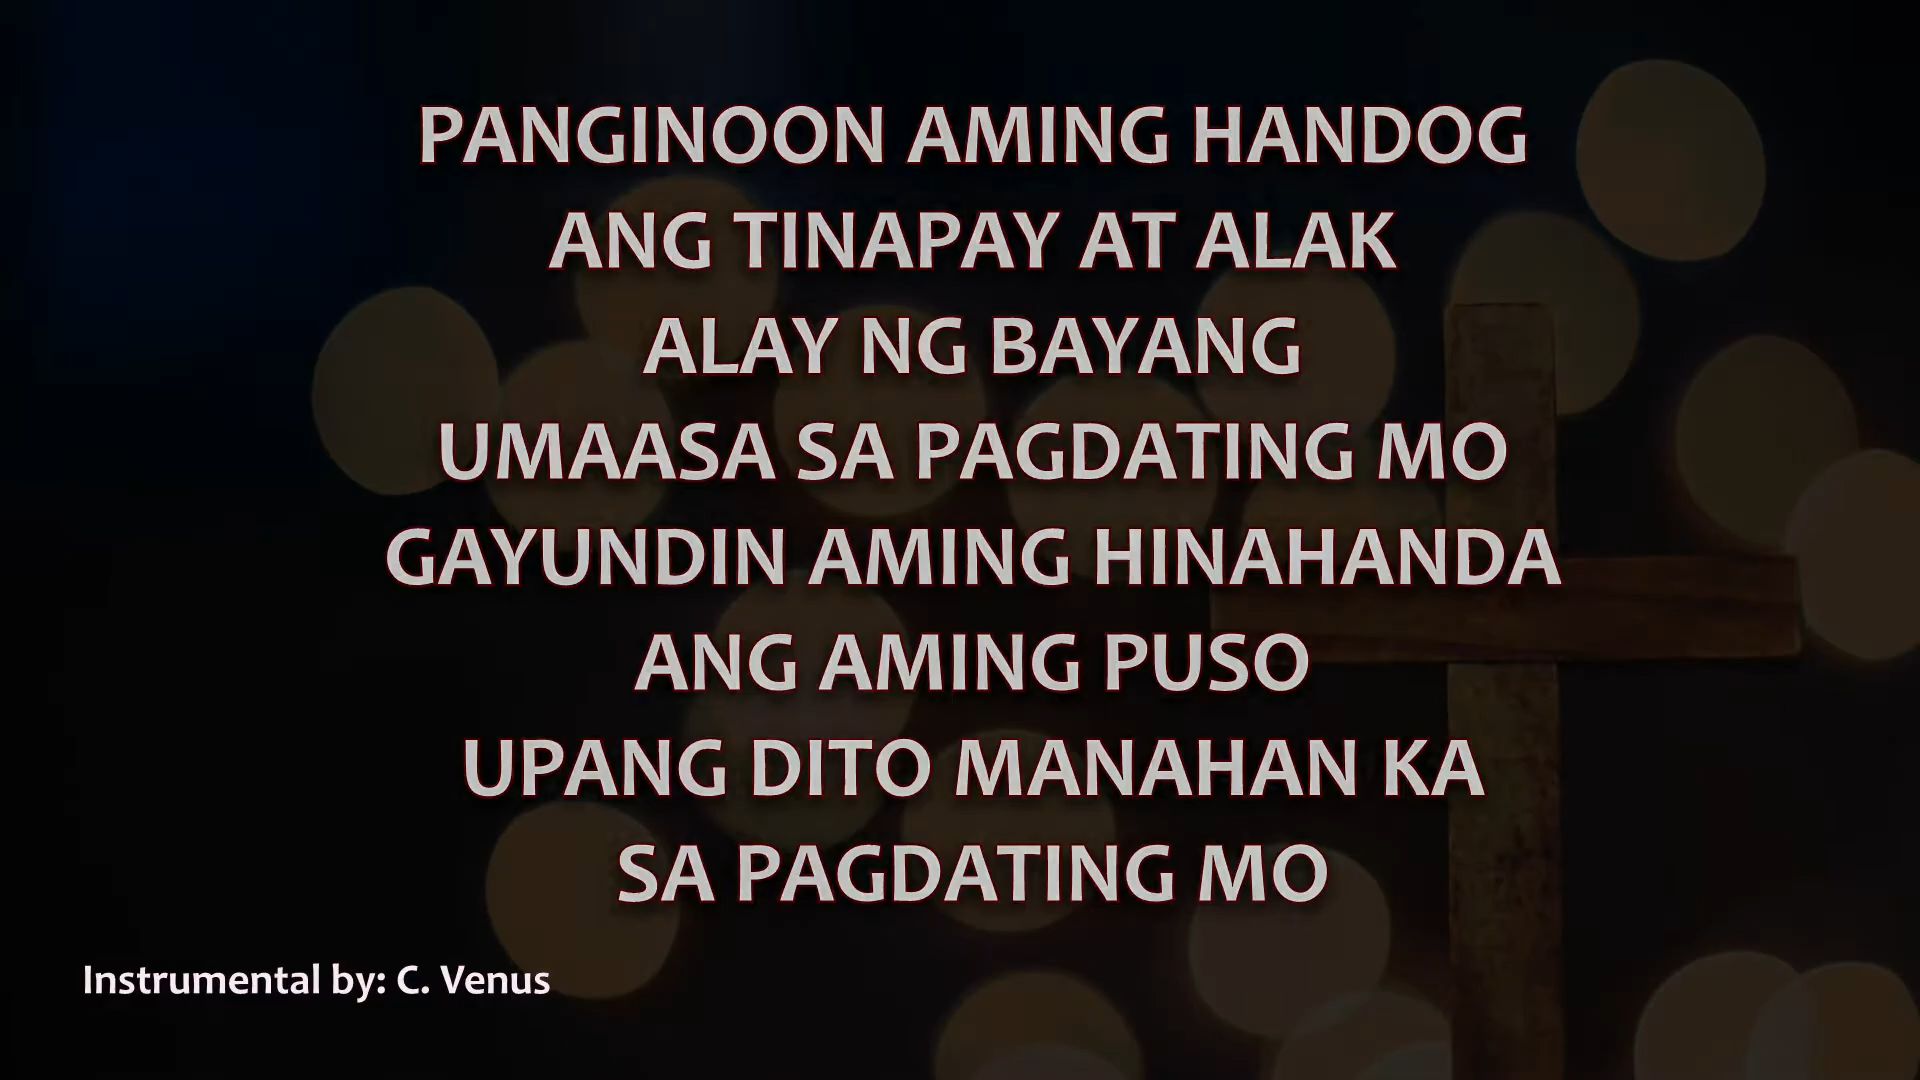 PANGINOON AMING HANDOG
ANG TINAPAY AT ALAK
ALAY NG BAYANG
UMAASA SA PAGDATING MO
GAYUNDIN AMING HINAHANDA
ANG AMING PUSO
UPANG DITO MANAHAN KA
SA PAGDATING MO
Instrumental by: C. Venus